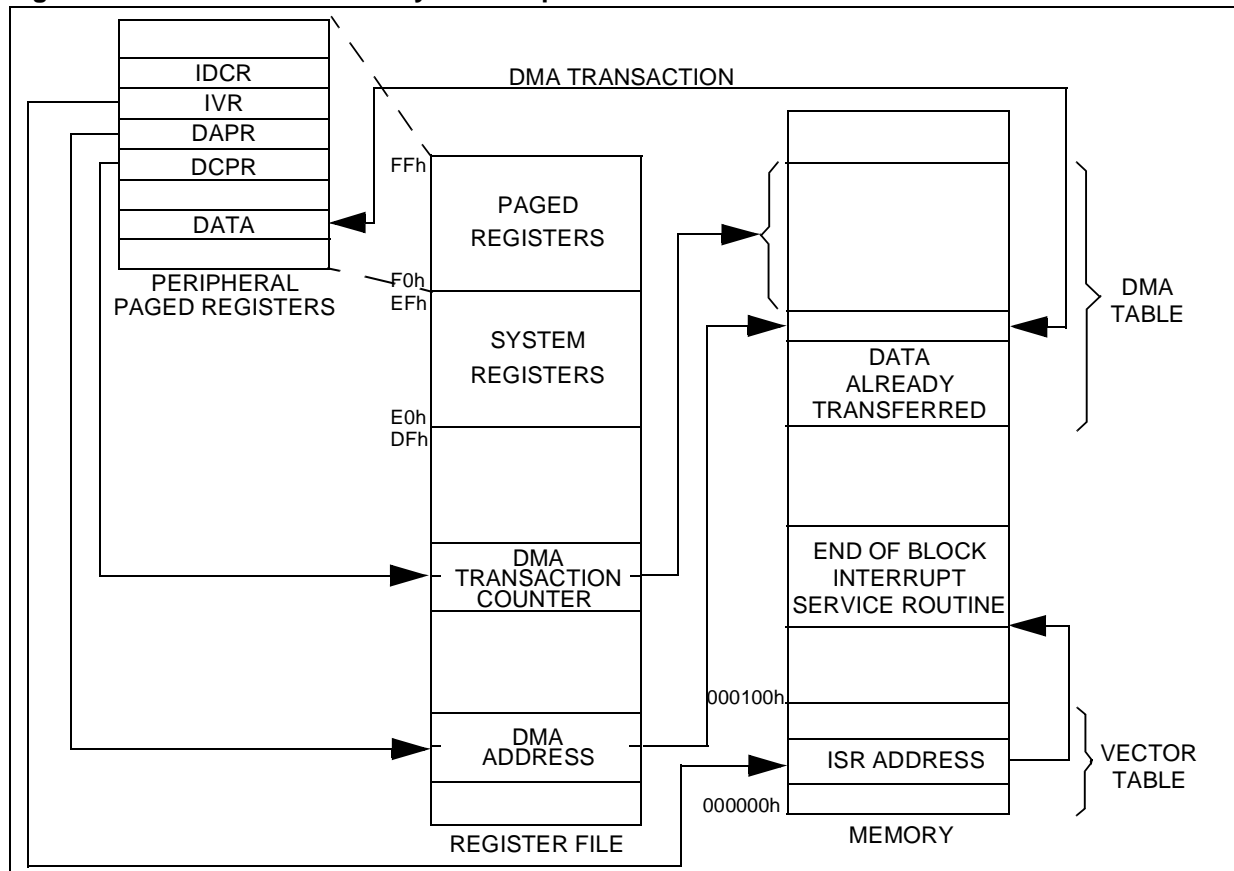 IDCR
IVR
DAPR
DCPR
DATA
PERIPHERAL
PAGED REGISTERS
DMA TRANSACTION
FFh
PAGED
REGISTERS
F0h
EFh
SYSTEM
REGISTERS
E0h
DFh
DMA
TRANSACTION
COUNTER
DMA
ADDRESS
REGISTER FILE
DATA
ALREADY
TRANSFERRED
DMA
TABLE
END OF BLOCK
INTERRUPT
SERVICE ROUTINE
000100h
ISR ADDRESS
000000h
VECTOR
TABLE
MEMORY